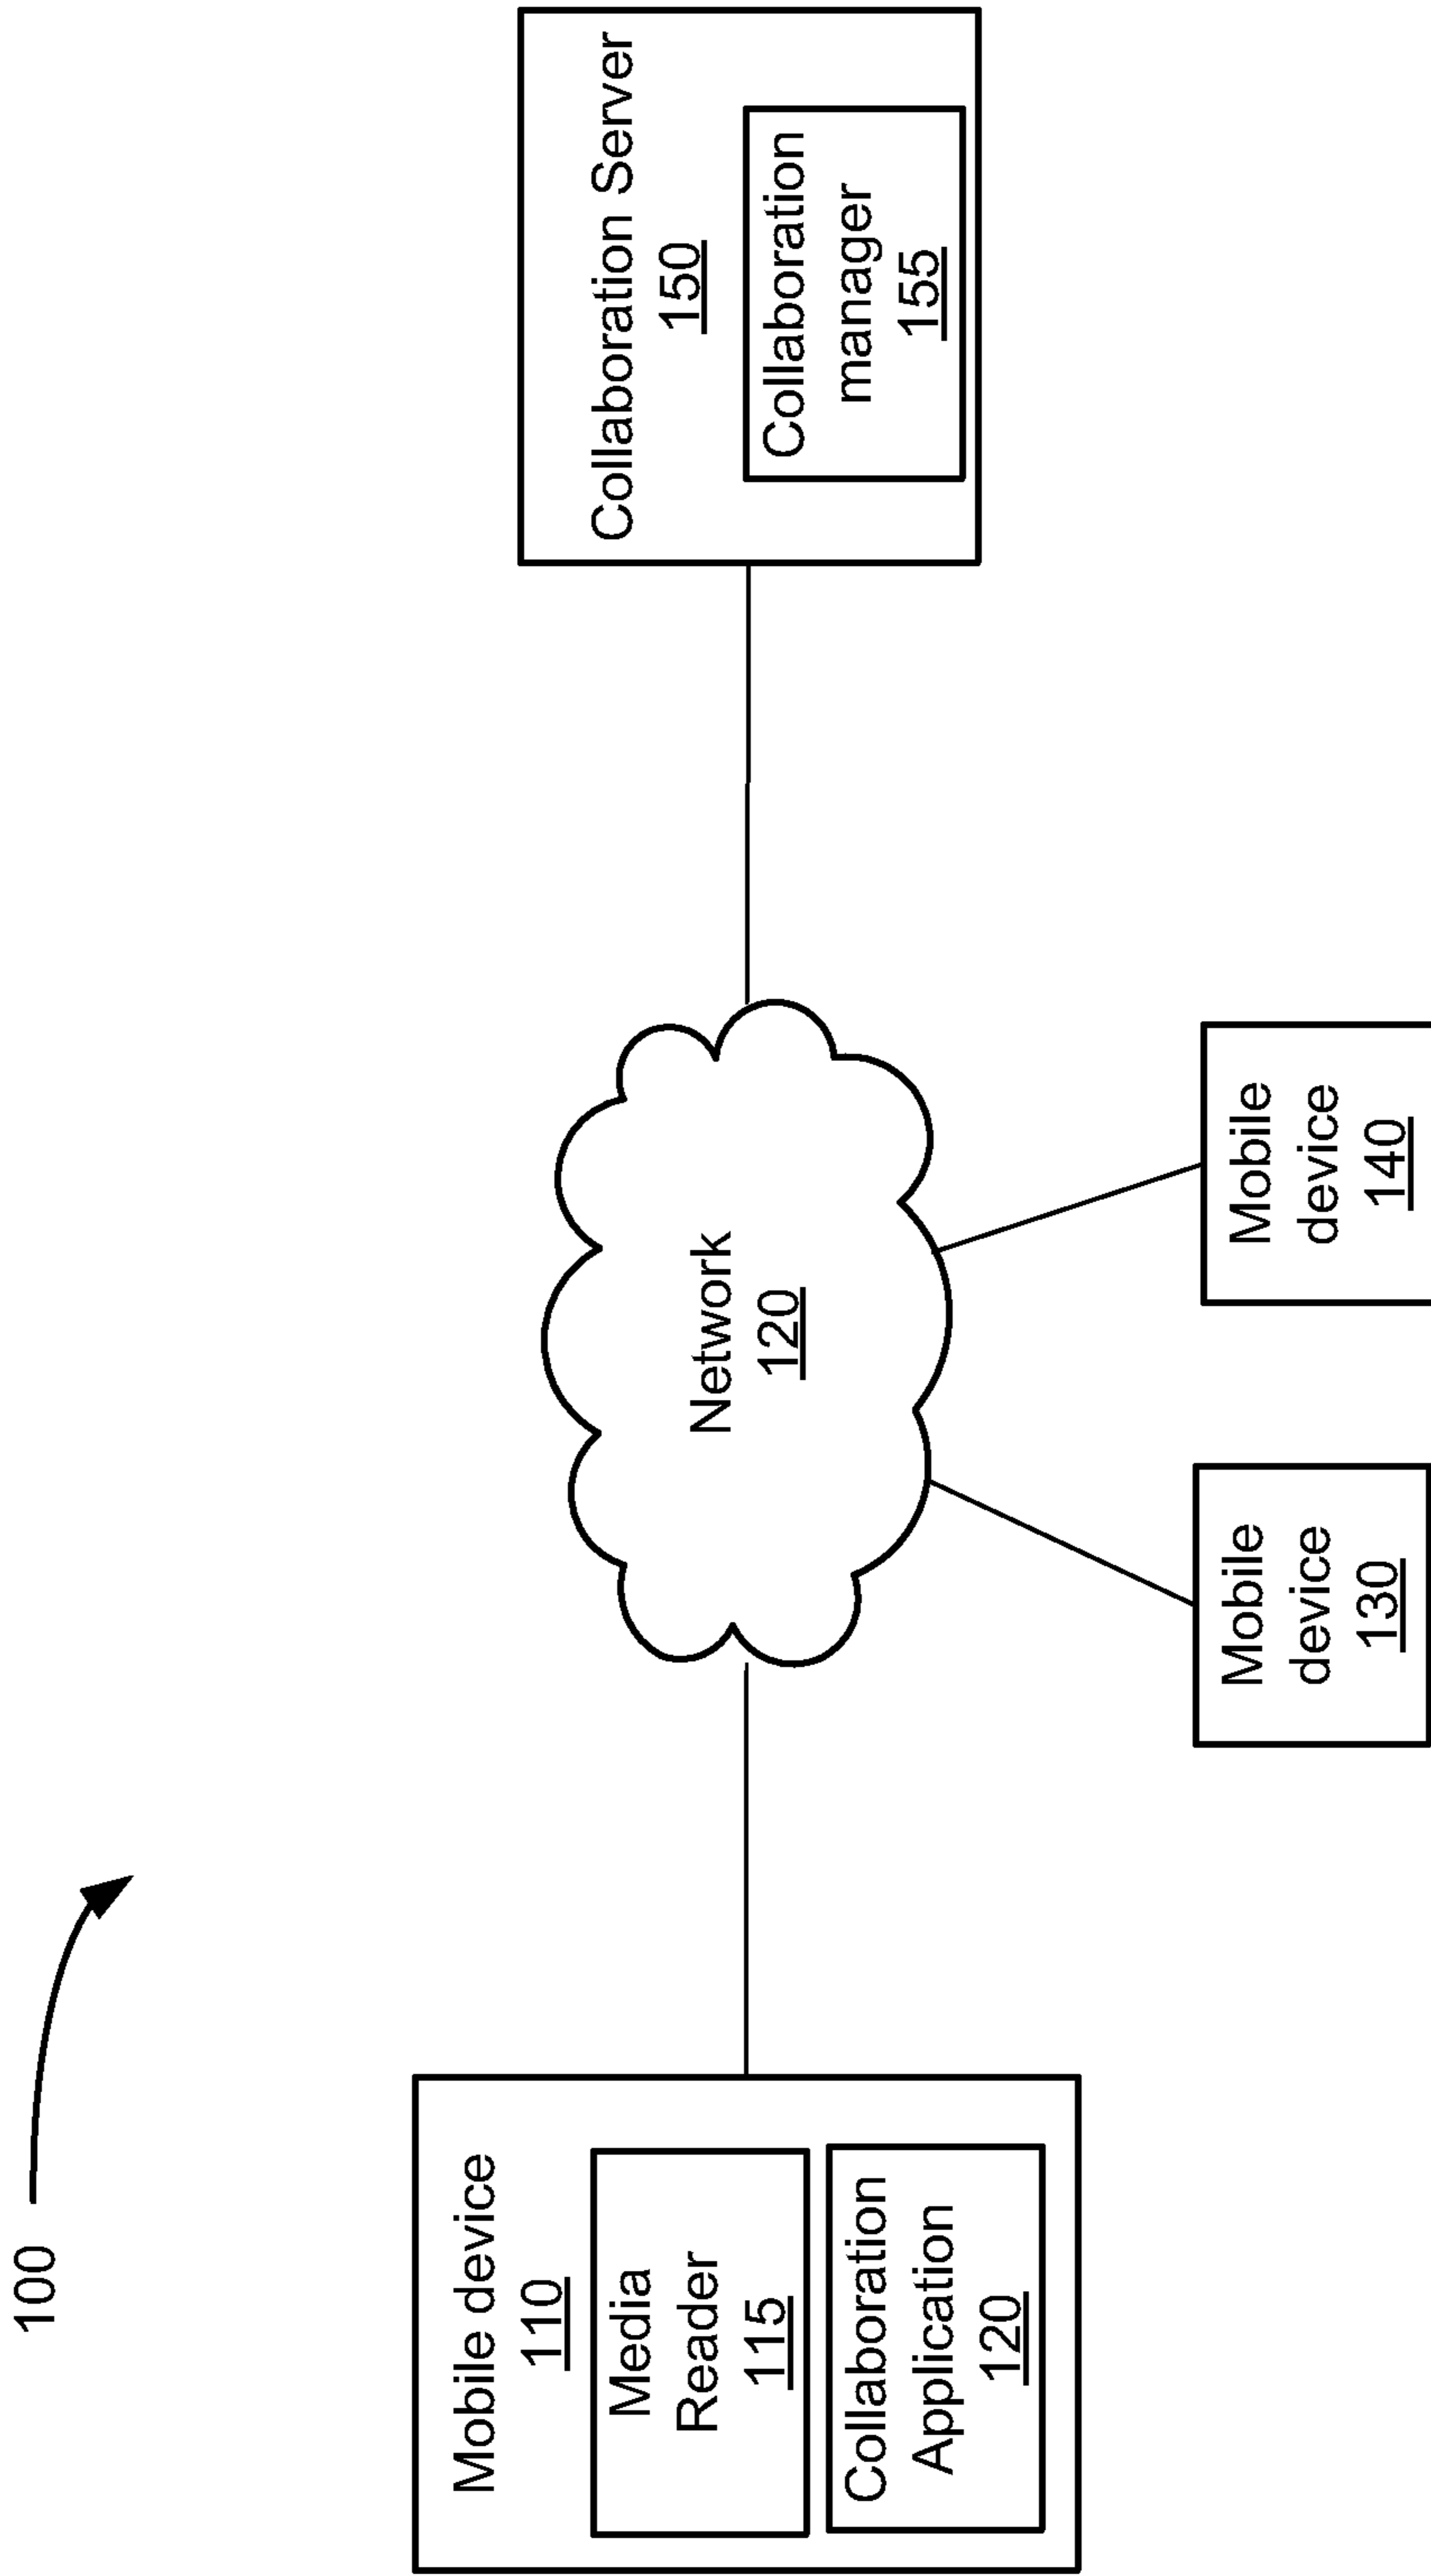 100
Mobile device
110
Media
Reader
115
Collaboration
Application
120
Network
120
Mobile
device
130
Mobile
device
140
Collaboration Server
150
Collaboration
manager
155